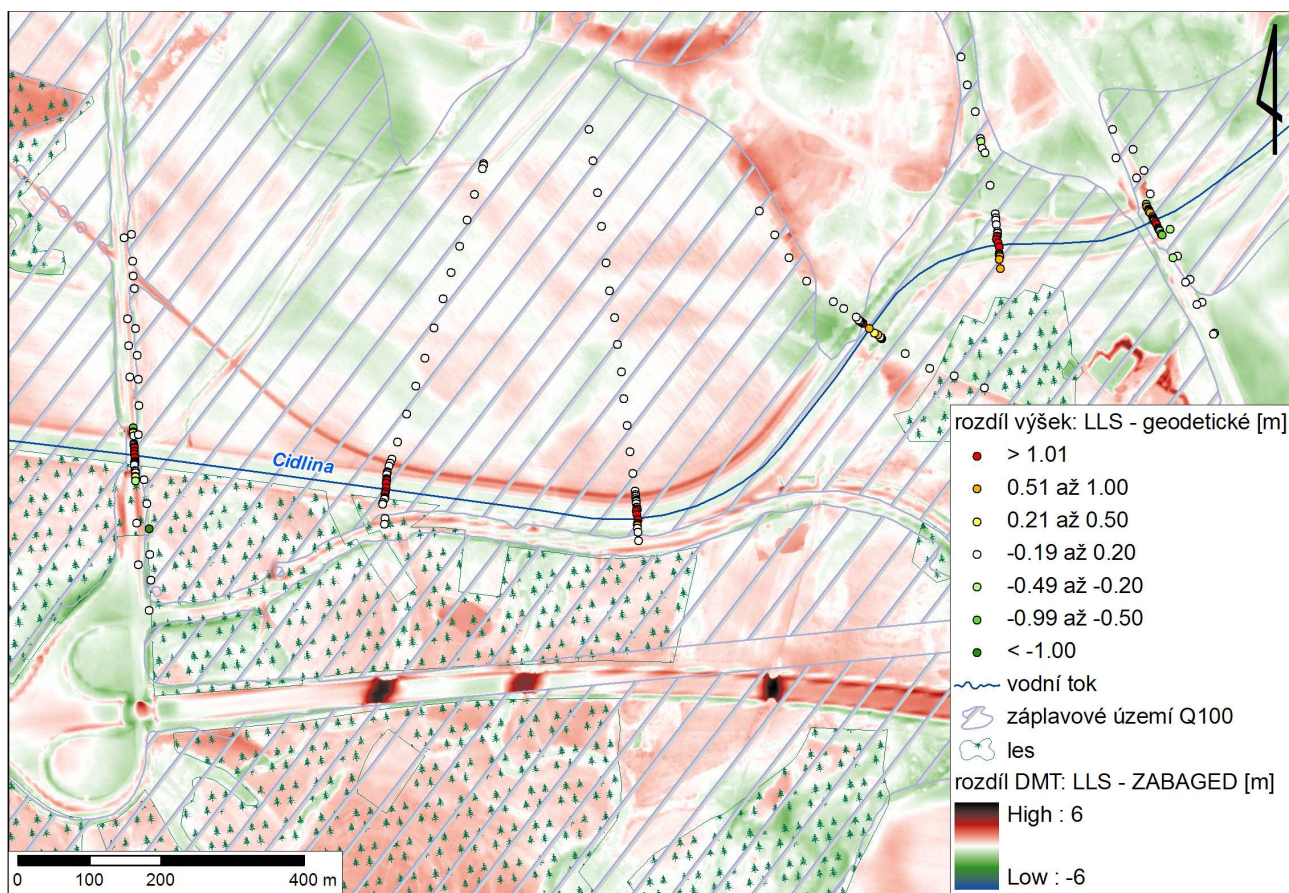 Cidlina
rozdíl výšek: LLS - geodetické [m]
> 1.01
0.51 až 1.00
0.21 až 0.50
-0.19 až 0.20
-0.49 až -0.20
-0.99 až -0.50
< -1.00
vodní tok
záplavové území Q100
les
rozdíl DMT: LLS - ZABAGED [m]
High : 6
Low : -6
0 100 200 400 m